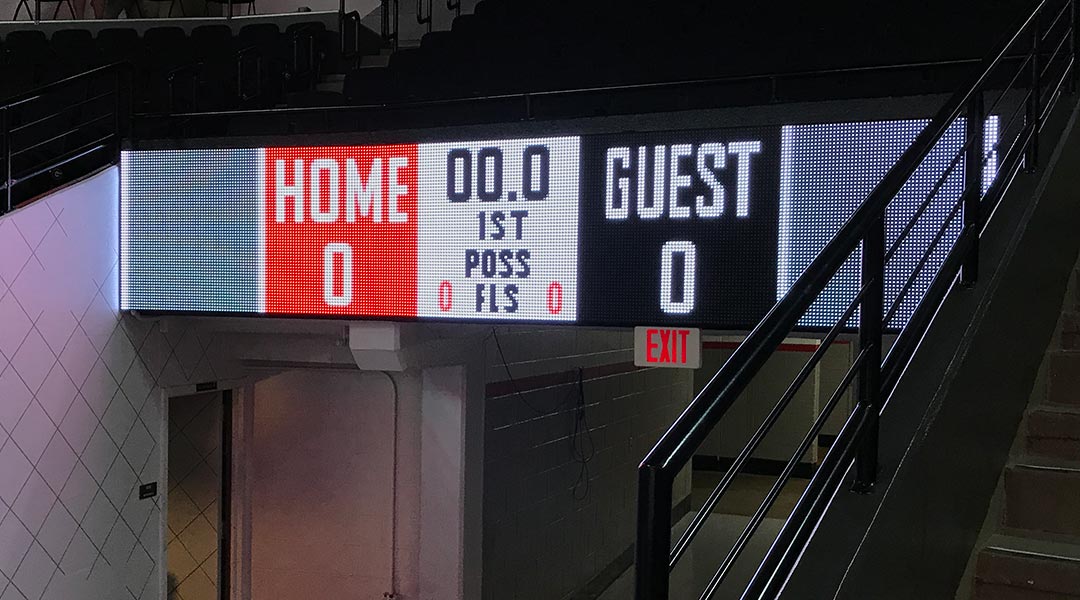 HOME
0
00.0
1ST
POSS
0 FLS 0
GUEST
0
EXIT